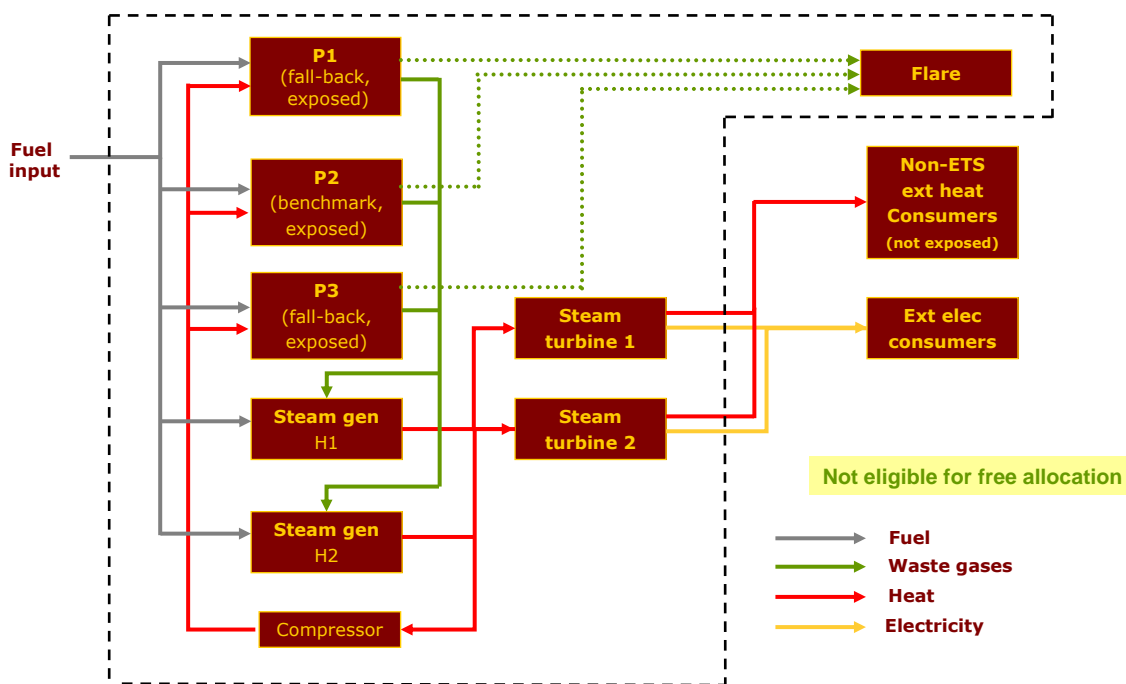 P1
(fall-back,
exposed)
Flare
Fuel
input
P2
(benchmark,
exposed)
Non-ETS
ext heat
Consumers
(not exposed)
P3
(fall-back,
exposed)
Steam
turbine 1
Ext elec
consumers
Steam gen
H1
Steam
turbine 2
Not eligible for free allocation
Steam gen
H2
Fuel
Waste gases
Heat
Electricity
Compressor